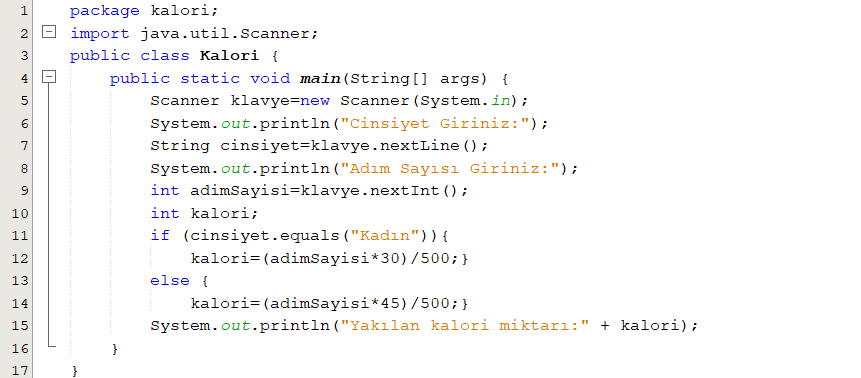 1 package kalori;
2 import java.util.Scanner;
3 public class Kalori {
4 public static void main(String[] args) {
5 Scanner klavye=new Scanner(System.in);
6 System.out.println("Cinsiyet Giriniz:");
7 String cinsiyet=klavye.nextLine();
8 System.out.println("Adım Sayısı Giriniz:");
9 int adimSayisi=klavye.nextInt();
10 int kalori;
11 if (cinsiyet.equals("Kadın")){
12 kalori=(adimSayisi*30)/500;}
13 else {
14 kalori=(adimSayisi*45)/500;}
15 System.out.println("Yakılan kalori miktarı:" + kalori);
16 }
17 }